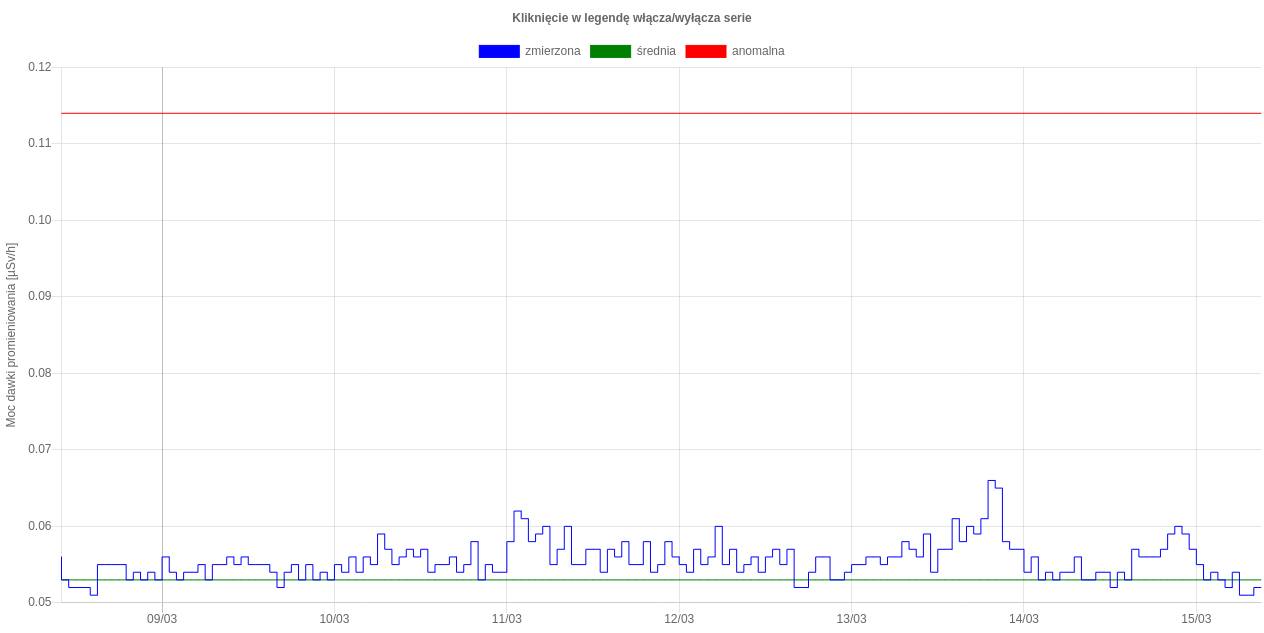 Kliknięcie w legendę włącza/wyłącza serie
zmierzona średnia anomalna
Moc dawki promieniowania [µSv/h]
0.12
0.11
0.10
0.09
0.08
0.07
0.06
0.05
09/03 10/03 11/03 12/03 13/03 14/03 15/03